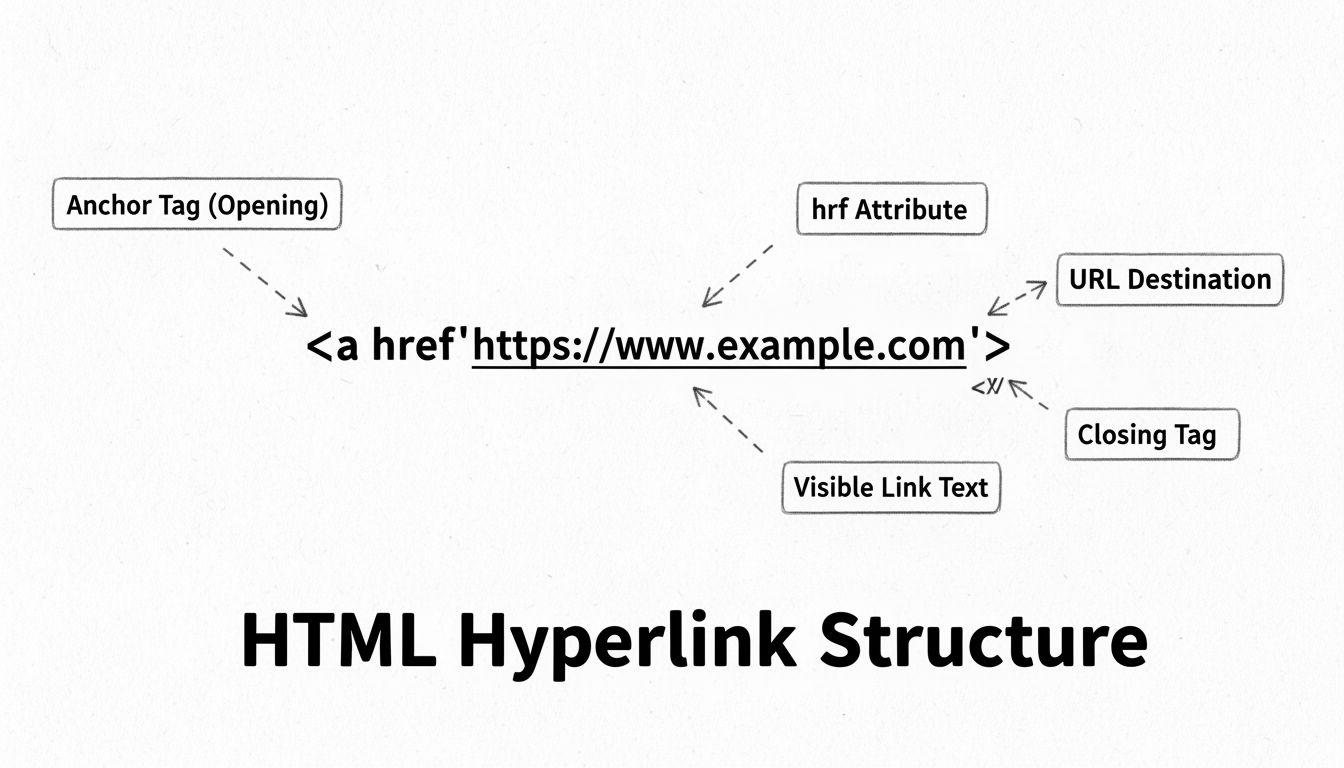 Anchor Tag (Opening)
hrf Attribute
URL Destination
<a href'https://www.example.com'>
Closing Tag
Visible Link Text
HTML Hyperlink Structure